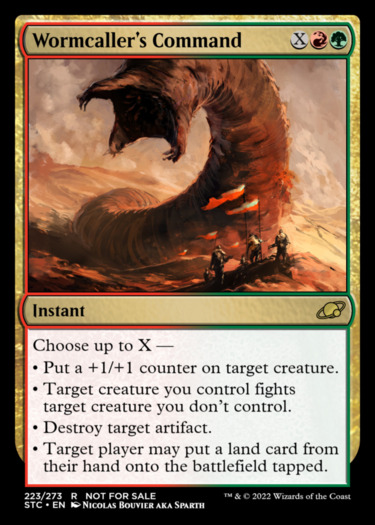 Wormcaller's Command X
Instant
Choose up to X —
• Put a +1/+1 counter on target creature.
• Target creature you control fights
target creature you don't control.
• Destroy target artifact.
• Target player may put a land card from
their hand onto the battlefield tapped.
223/273 R NOT FOR SALE
STC • EN Nicolas Bouvier aka Sparth
™ & © 2022 Wizards of the Coast